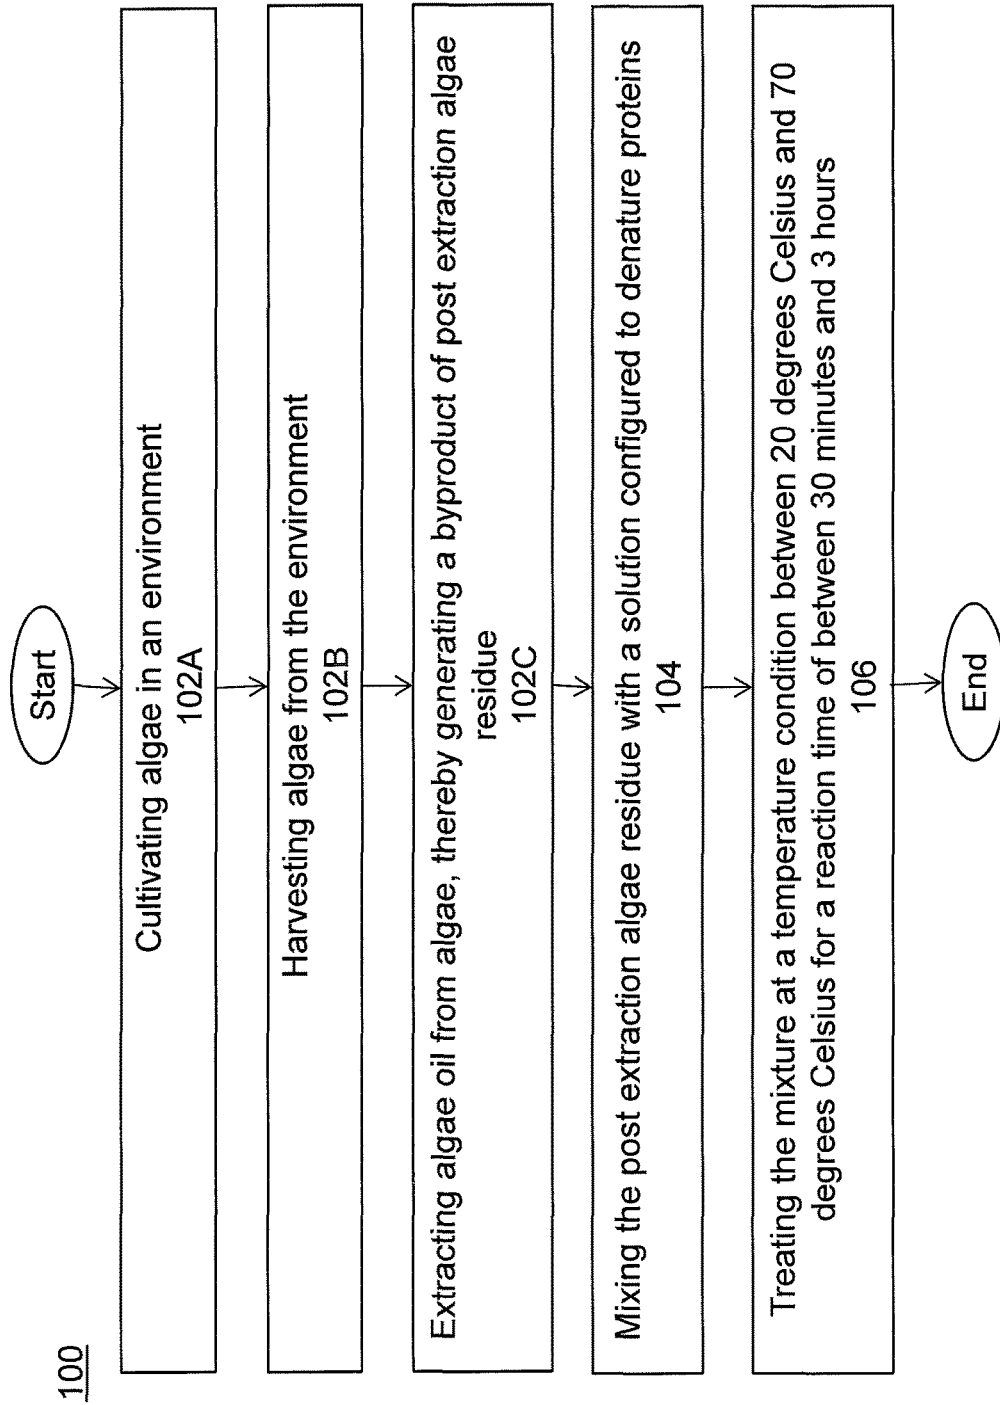 100
Start
Cultivating algae in an environment
102A
Harvesting algae from the environment
102B
Extracting algae oil from algae, thereby generating a byproduct of post extraction algae
residue
102C
Mixing the post extraction algae residue with a solution configured to denature proteins
104
Treating the mixture at a temperature condition between 20 degrees Celsius and 70
degrees Celsius for a reaction time of between 30 minutes and 3 hours
106
End